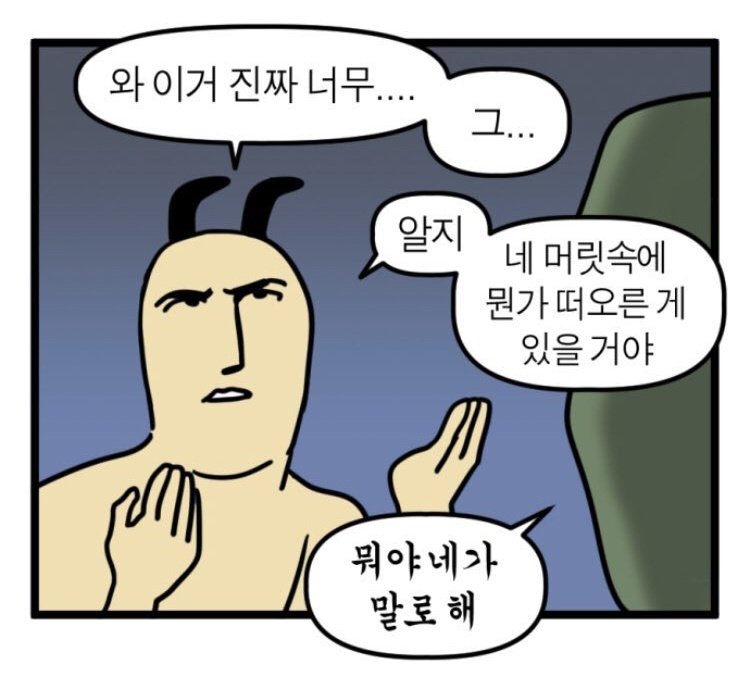 와 이거 진짜 너무....
그...
알지
네 머릿속에
뭔가 떠오른 게
있을 거야
뭐야 네가
말로 해